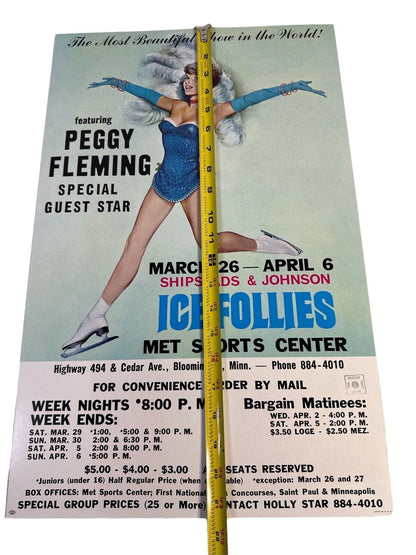 The Most Beautiful Show in the World!
featuring
PEGGY
FLEMING
SPECIAL
GUEST STAR
MARCH 26 — APRIL 6
SHIPSTADS & JOHNSON
ICE FOLLIES
MET SPORTS CENTER
Highway 494 & Cedar Ave., Bloomington, Minn. — Phone 884-4010
FOR CONVENIENCE ORDER BY MAIL
WEEK NIGHTS *8:00 P. M.
WEEK ENDS:
SAT. MAR. 29 *1:00, *5:00 & 9:00 P.M.
SUN. MAR. 30 2:00 & 6:30 P. M.
SAT. APR. 5 2:00 & 8:00 P. M.
SUN. APR. 6 *5:00 P. M.
Bargain Matinees:
WED. APR. 2 - 4:00 P. M.
SAT. APR. 5 - 2:00 P. M.
$3.50 LOGE — $2.50 MEZ.
$5.00 - $4.00 - $3.00 ALL SEATS RESERVED
*Juniors (under 16) Half Regular Price (when available) *exception: March 26 and 27
BOX OFFICES: Met Sports Center; First National Bank Concourses, Saint Paul & Minneapolis
SPECIAL GROUP PRICES (25 or More) CONTACT HOLLY STAR 884-4010